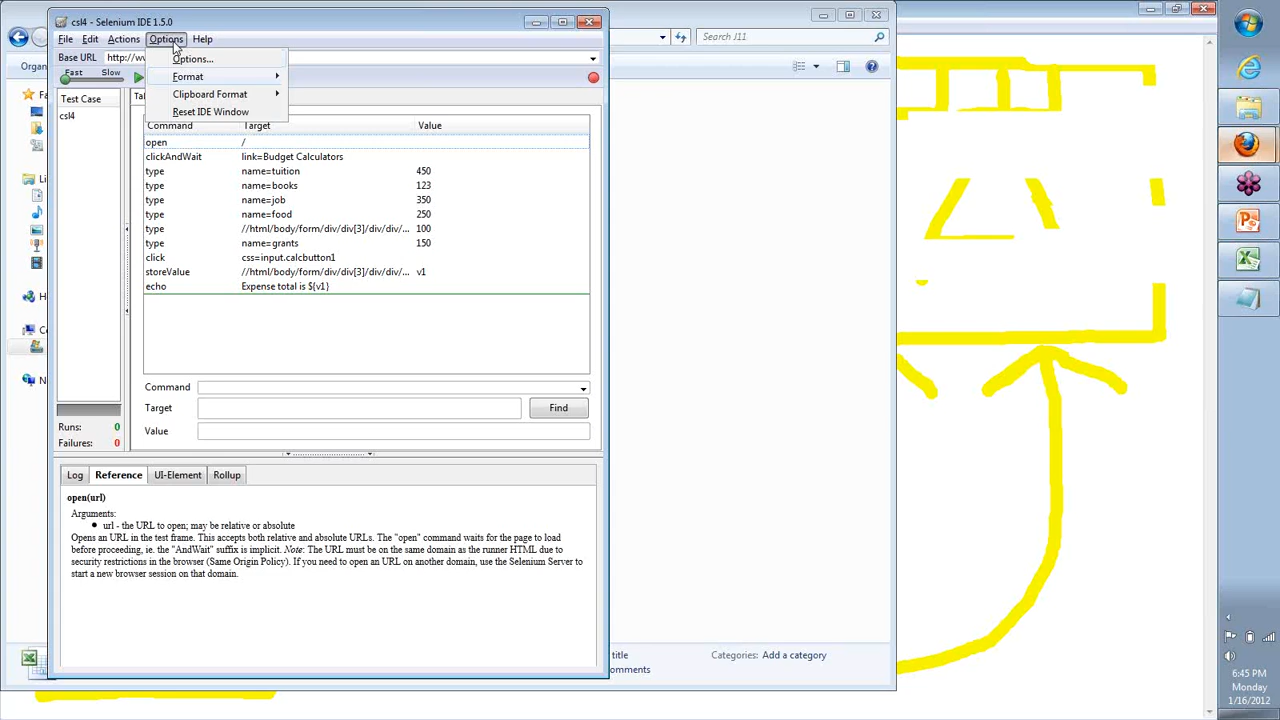 csl4 - Selenium IDE 1.5.0
File Edit Actions Options Help
Search J11
Base URL http://w
Options...
Fast Slow
Organ
Format
Clipboard Format
Reset IDE Window
Test Case
csl4
Command Target Value
open /
clickAndWait link=Budget Calculators
type name=tuition 450
type name=books 123
type name=job 350
type name=food 250
type //html/body/form/div/div[3]/div/div/... 100
type name=grants 150
click css=input.calcbutton1
storeValue //html/body/form/div/div[3]/div/div/... v1
echo Expense total is ${v1}
Command
Target Find
Value
Runs: 0
Failures: 0
Log Reference UI-Element Rollup
open(url)
Arguments:
● url - the URL to open; may be relative or absolute
Opens an URL in the test frame. This accepts both relative and absolute URLs. The "open" command waits for the page to load
before proceeding, ie. the "AndWait" suffix is implicit. Note: The URL must be on the same domain as the runner HTML due to
security restrictions in the browser (Same Origin Policy). If you need to open an URL on another domain, use the Selenium Server to
start a new browser session on that domain.
title Categories: Add a category
omments
6:45 PM
Monday
1/16/2012